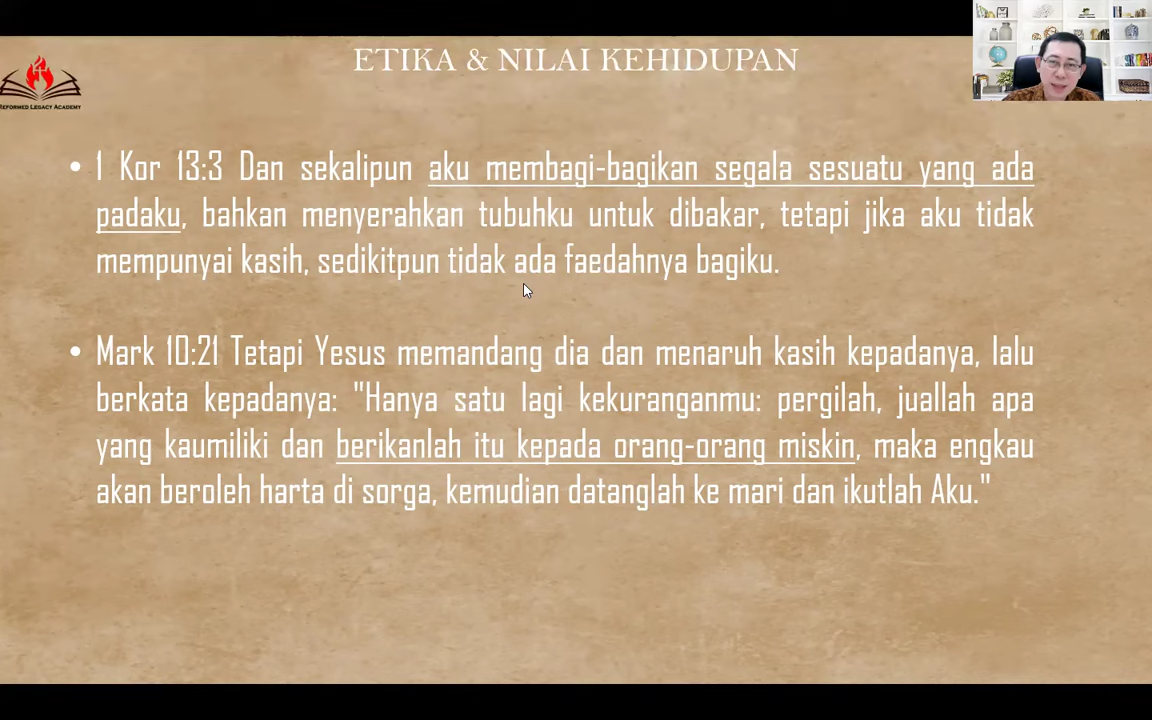 ETIKA & NILAI KEHIDUPAN
REFORMED LEGACY ACADEMY
• 1 Kor 13:3 Dan sekalipun aku membagi-bagikan segala sesuatu yang ada
padaku, bahkan menyerahkan tubuhku untuk dibakar, tetapi jika aku tidak
mempunyai kasih, sedikitpun tidak ada faedahnya bagiku.
• Mark 10:21 Tetapi Yesus memandang dia dan menaruh kasih kepadanya, lalu
berkata kepadanya: "Hanya satu lagi kekuranganmu: pergilah, juallah apa
yang kaumiliki dan berikanlah itu kepada orang-orang miskin, maka engkau
akan beroleh harta di sorga, kemudian datanglah ke mari dan ikutlah Aku."